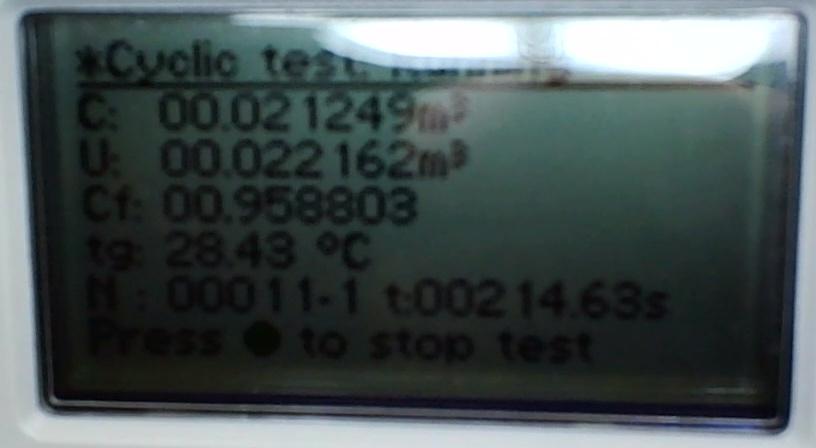 *Cyclic test: Running
C: 00.021249m³
U: 00.022162m³
Cf: 00.958803
tg: 28.43 °C
N : 00011-1 t:00214.63s
Press ● to stop test